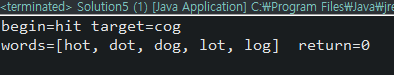 <terminated> Solution5 (1) [Java Application] C:₩Program Files₩Java₩jre
begin=hit target=cog
words=[hot, dot, dog, lot, log]  return=0